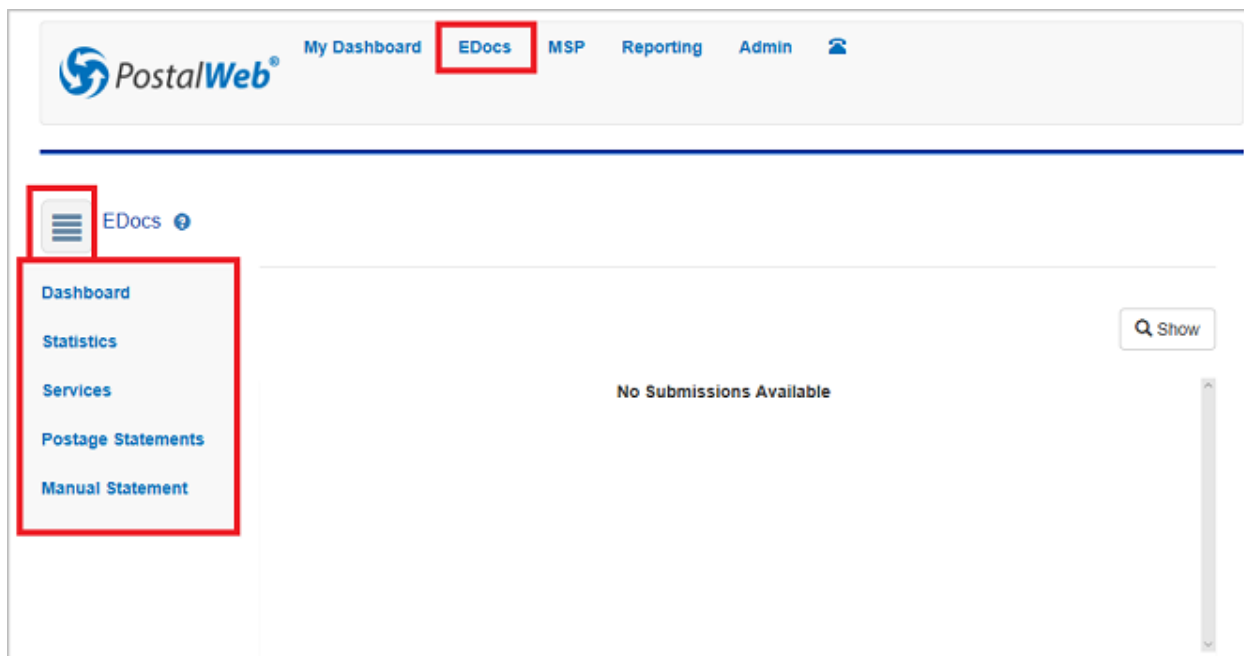 My Dashboard EDocs MSP Reporting Admin
PostalWeb®
EDocs
Show
Dashboard
Statistics
Services
Postage Statements
Manual Statement
No Submissions Available